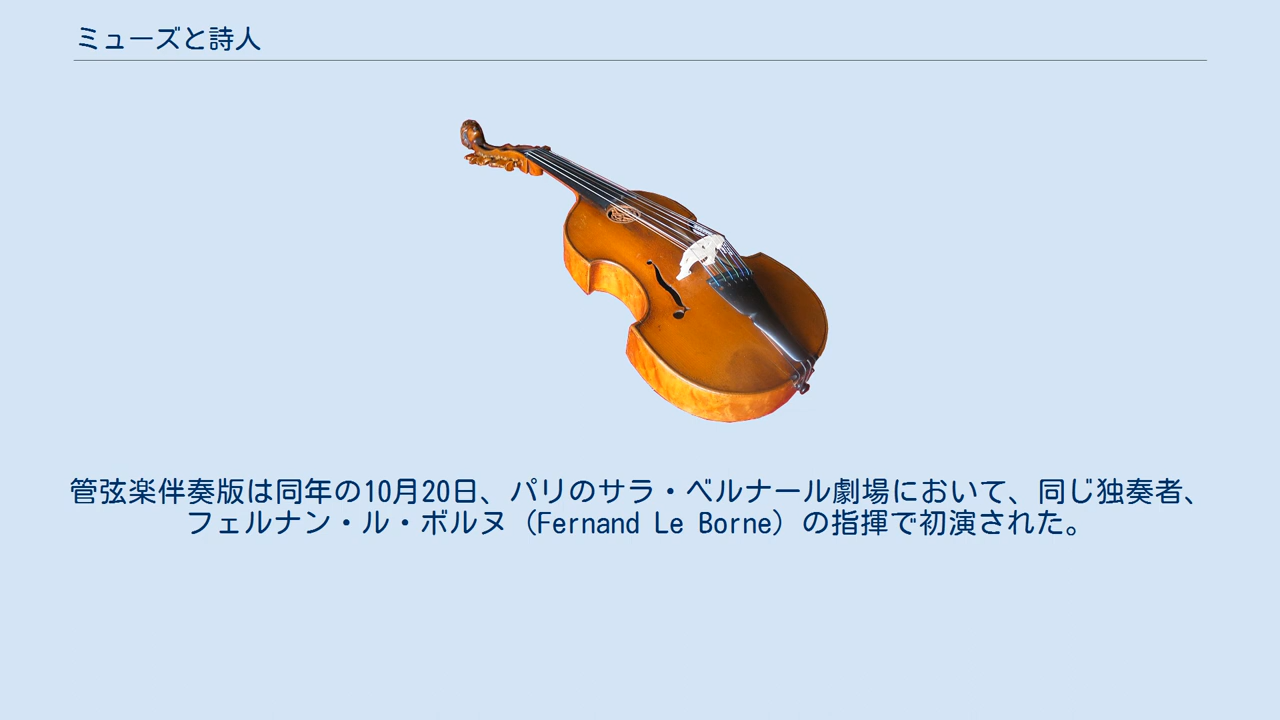 ミューズと詩人
管弦楽伴奏版は同年の10月20日、パリのサラ・ベルナール劇場において、同じ独奏者、
フェルナン・ル・ボルヌ（Fernand Le Borne）の指揮で初演された。